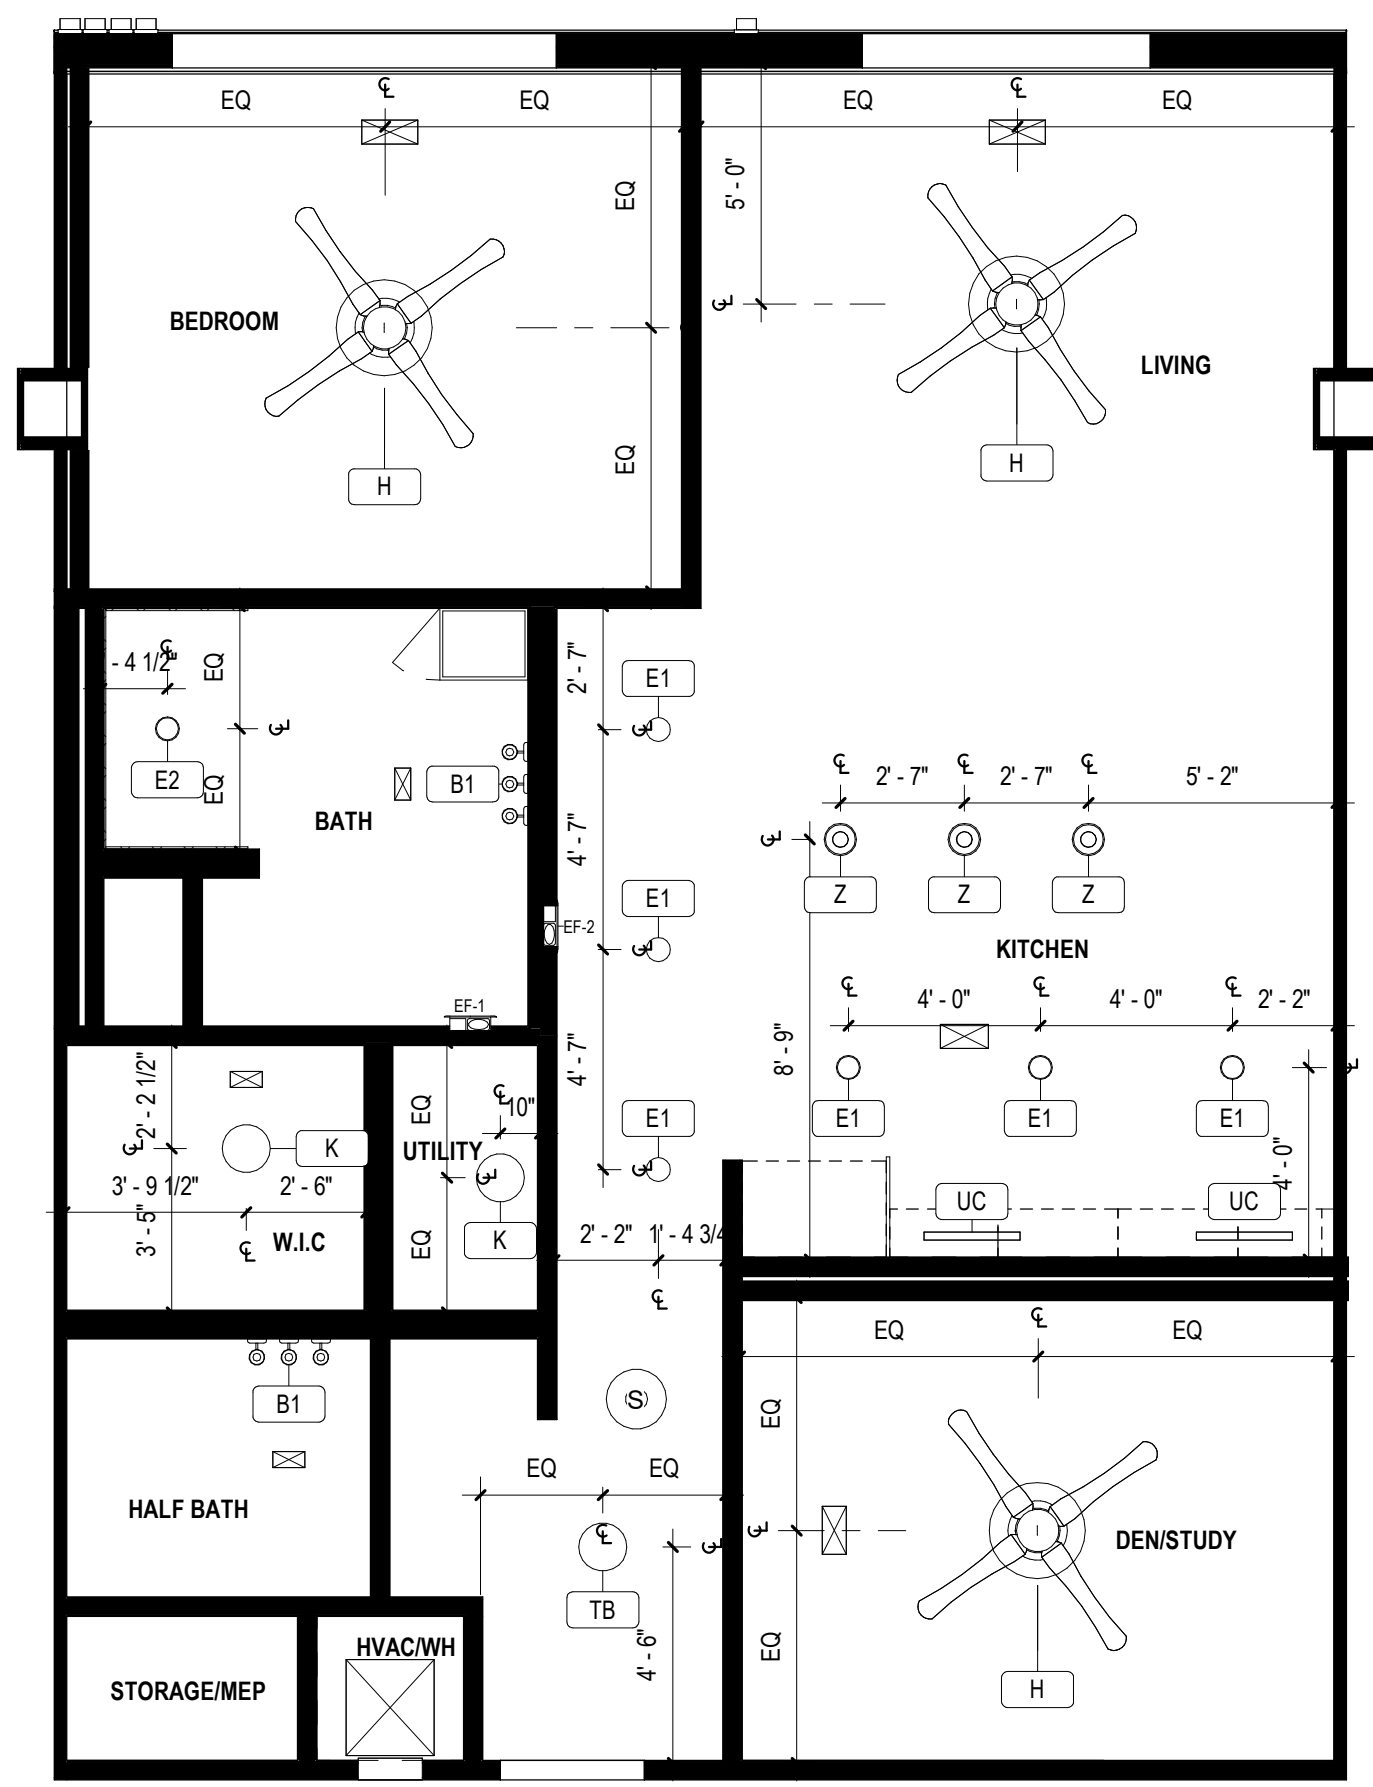 EQ
℄
EQ
EQ
℄
EQ
EQ
5' - 0"
℄
BEDROOM
LIVING
EQ
H
H
℄
- 4 1/2"
EQ
2' - 7"
E1
℄
℄
E2
EQ
B1
BATH
4' - 7"
℄
2' - 7"
℄
2' - 7"
℄
5' - 2"
℄
Z
Z
Z
E1
℄
EF-2
KITCHEN
EF-1
℄
4' - 0"
℄
4' - 0"
℄
2' - 2"
8' - 9"
4' - 7"
2' - 2 1/2"
℄
K
EQ
℄
10"
UTILITY
℄
E1
℄
E1
E1
E1
℄
4' - 0"
3' - 9 1/2"
2' - 6"
3' - 5"
℄
W.I.C
EQ
K
2' - 2"
1' - 4 3/4
℄
UC
UC
EQ
℄
EQ
B1
S
EQ
EQ
EQ
HALF BATH
℄
℄
℄
DEN/STUDY
TB
4' - 6"
EQ
HVAC/WH
STORAGE/MEP
H